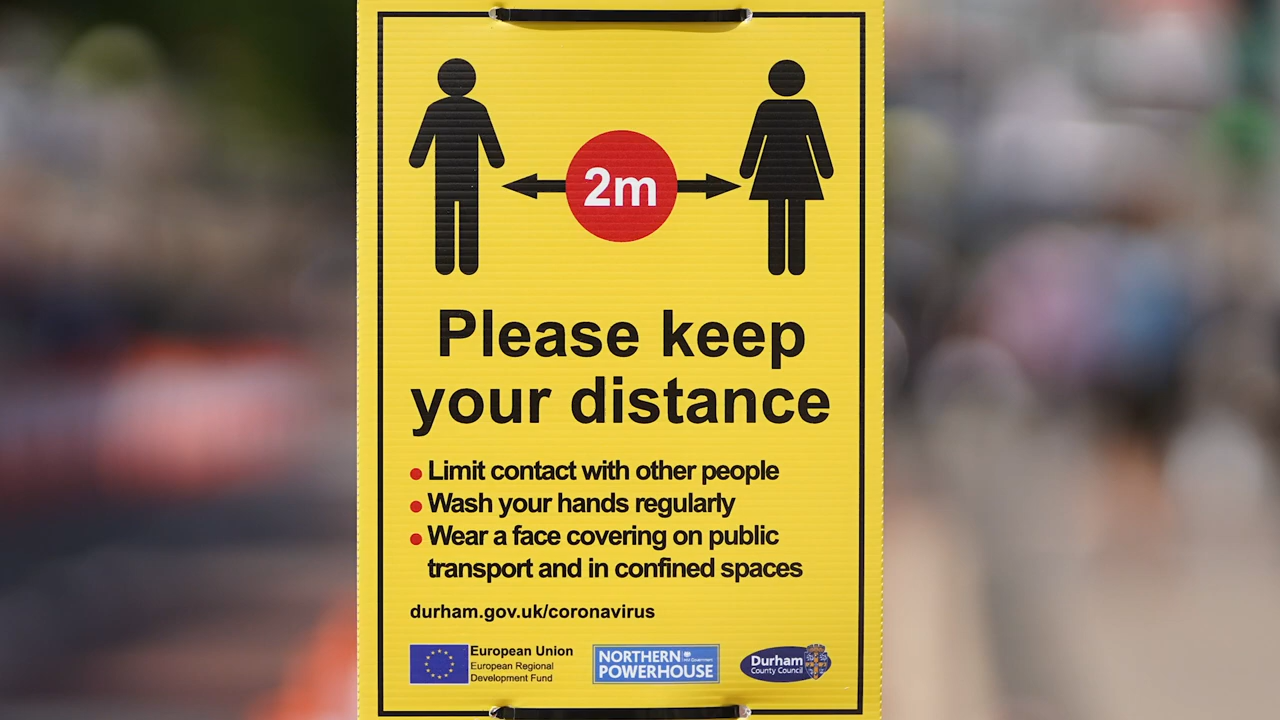 2m
Please keep
your distance
Limit contact with other people
Wash your hands regularly
Wear a face covering on public
transport and in confined spaces
durham.gov.uk/coronavirus
European Union
European Regional
Development Fund
NORTHERN
POWERHOUSE
Durham
County Council